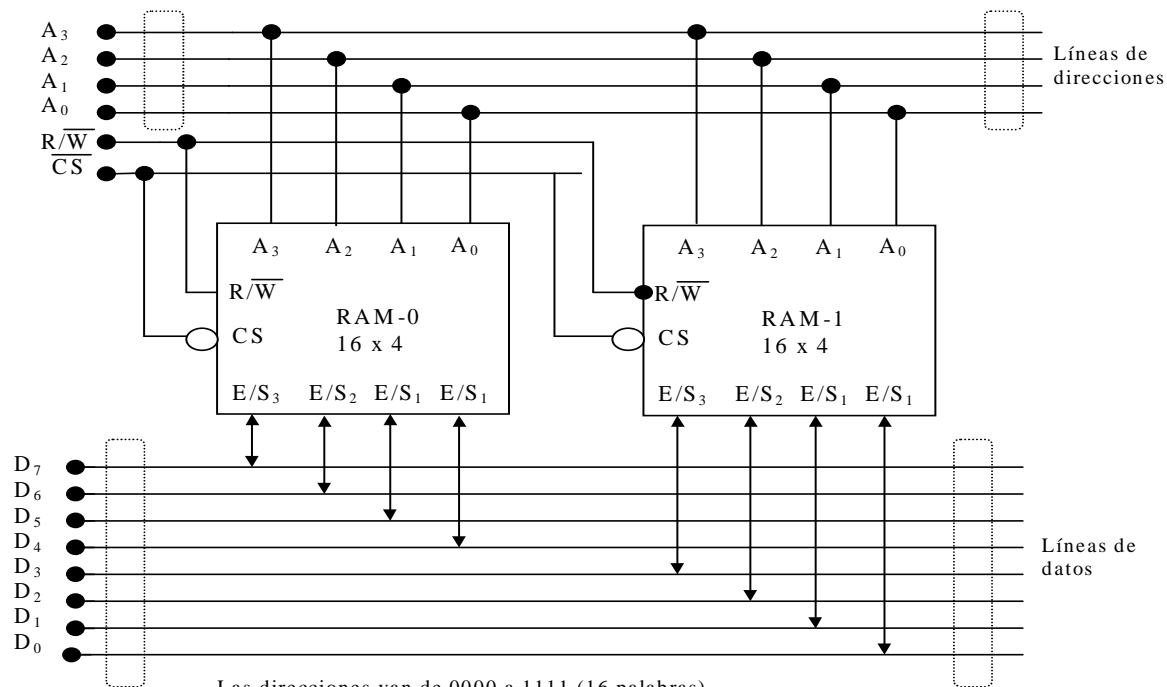 A₃
A₂
A₁
A₀
R/W̅
C̅S̅
Líneas de
direcciones
A₃ A₂ A₁ A₀
R/W̅
RAM-0
CS
16 x 4
E/S₃ E/S₂ E/S₁ E/S₁
A₃ A₂ A₁ A₀
R/W̅
RAM-1
CS
16 x 4
E/S₃ E/S₂ E/S₁ E/S₁
D₇
D₆
D₅
D₄
D₃
D₂
D₁
D₀
Líneas de
datos
Las direcciones van de 0000 a 1111 (16 palabras)